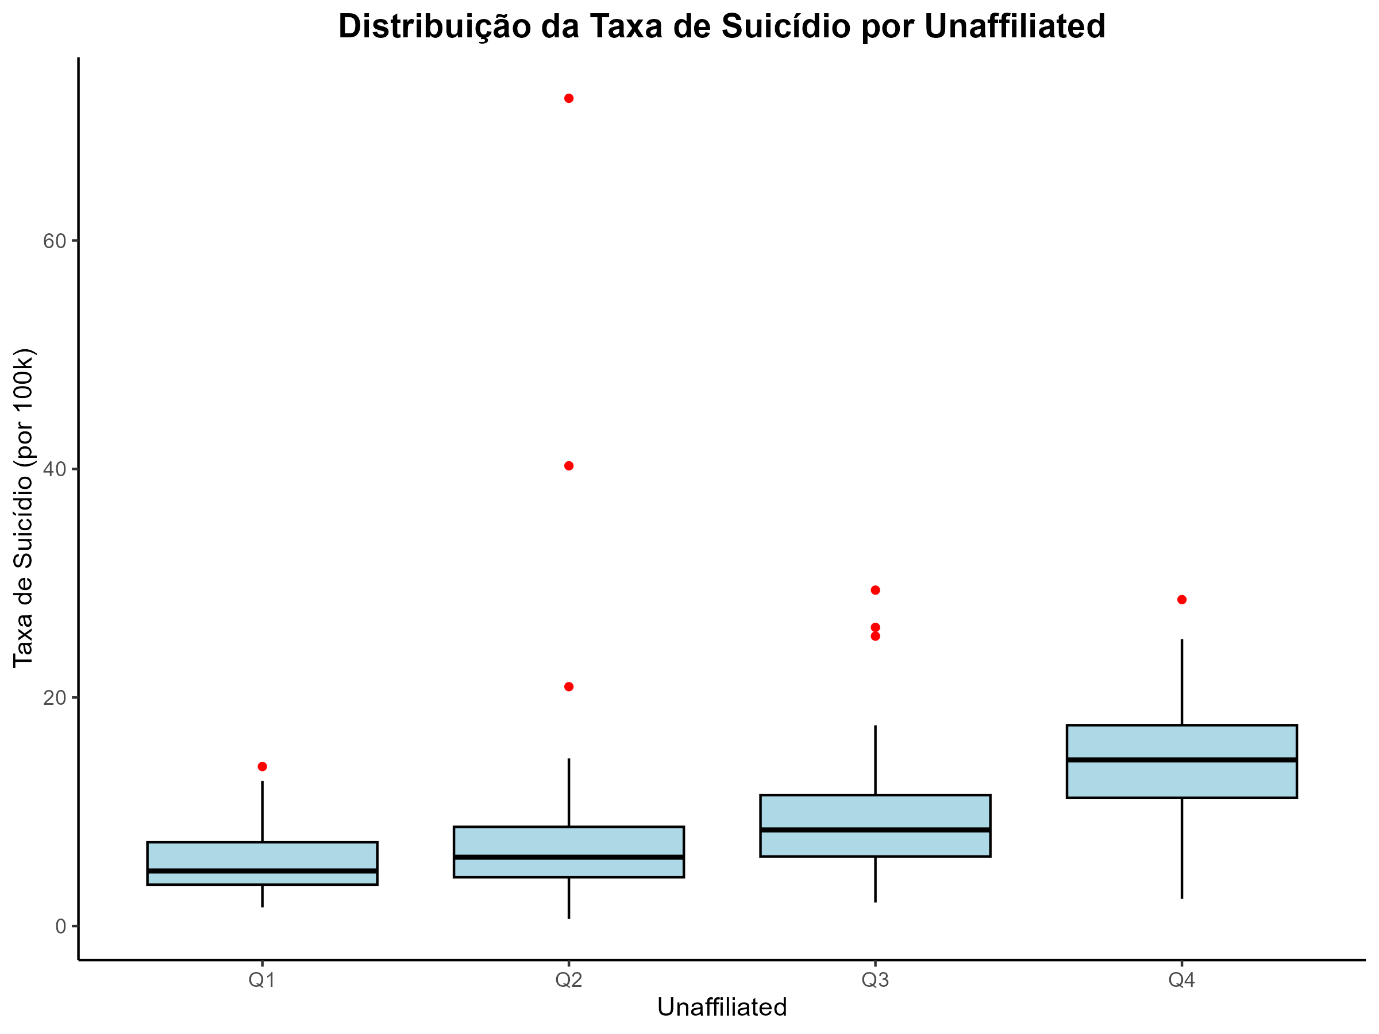 Distribuição da Taxa de Suicídio por Unaffiliated
Taxa de Suicídio (por 100k)
60
40
20
0
Q1 Q2 Q3 Q4
Unaffiliated